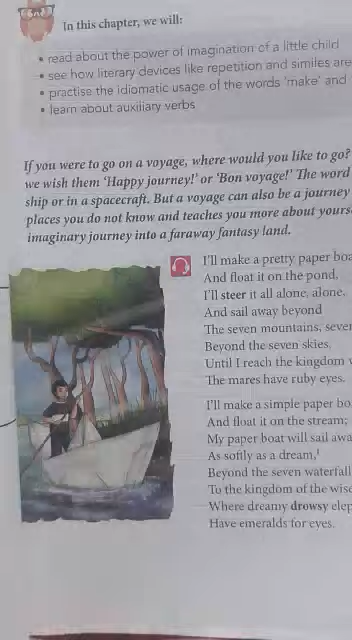 In this chapter, we will:
• read about the power of imagination of a little child
• see how literary devices like repetition and similes are
• practise the idiomatic usage of the words 'make' and
• learn about auxiliary verbs
If you were to go on a voyage, where would you like to go?
we wish them 'Happy journey!' or 'Bon voyage!' The word
ship or in a spacecraft. But a voyage can also be a journey
places you do not know and teaches you more about yours
imaginary journey into a faraway fantasy land.
I'll make a pretty paper boa
And float it on the pond,
I'll steer it all alone, alone,
And sail away beyond
The seven mountains, seve
Beyond the seven skies,
Until I reach the kingdom
The mares have ruby eyes.
I'll make a simple paper bo
And float it on the stream;
My paper boat will sail awa
As softly as a dream,¹
Beyond the seven waterfall
To the kingdom of the wise
Where dreamy drowsy elep
Have emeralds for eyes.